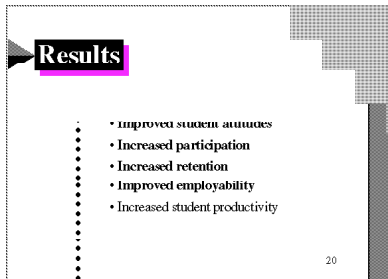 Results
• Improved student attitudes
• Increased participation
• Increased retention
• Improved employability
• Increased student productivity
20